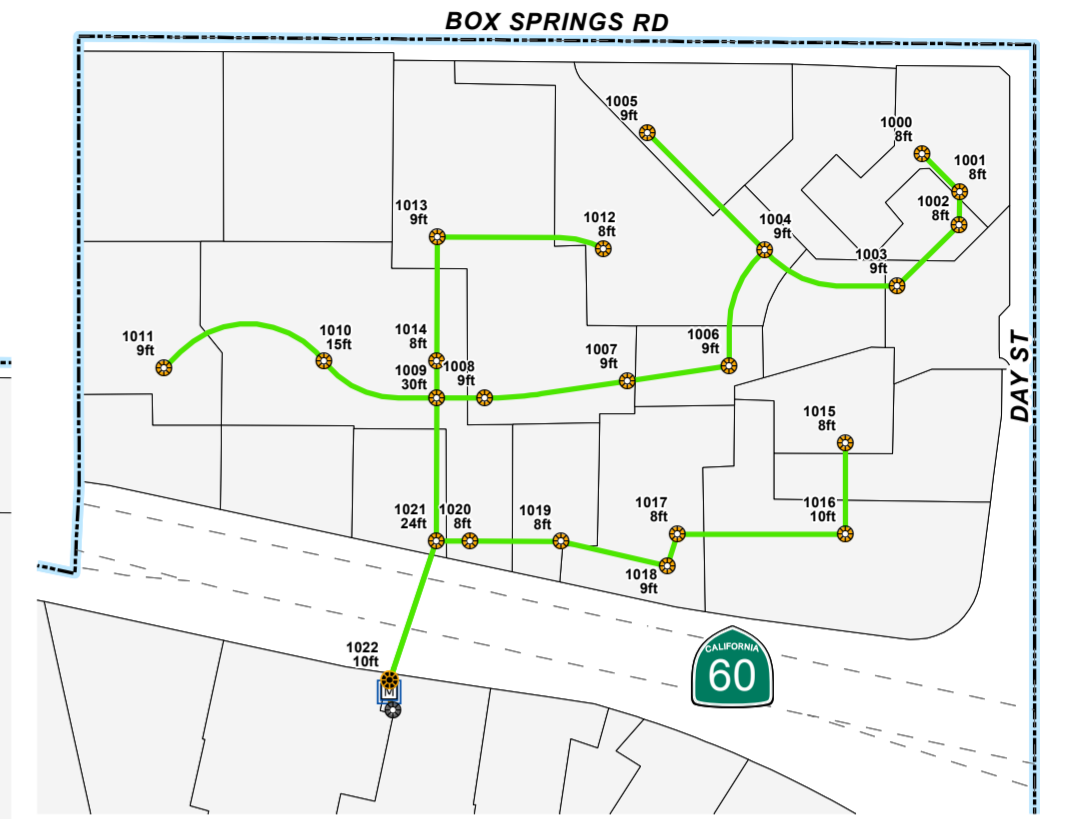 BOX SPRINGS RD
1005
9ft
1000
8ft
1001
8ft
1002
8ft
1013
9ft
1012
8ft
1004
9ft
1003
9ft
1011
9ft
1010
15ft
1014
8ft
1009
30ft
1008
9ft
1007
9ft
1006
9ft
DAY ST
1015
8ft
1021
24ft
1020
8ft
1019
8ft
1017
8ft
1016
10ft
1018
9ft
1022
10ft
M
CALIFORNIA
60